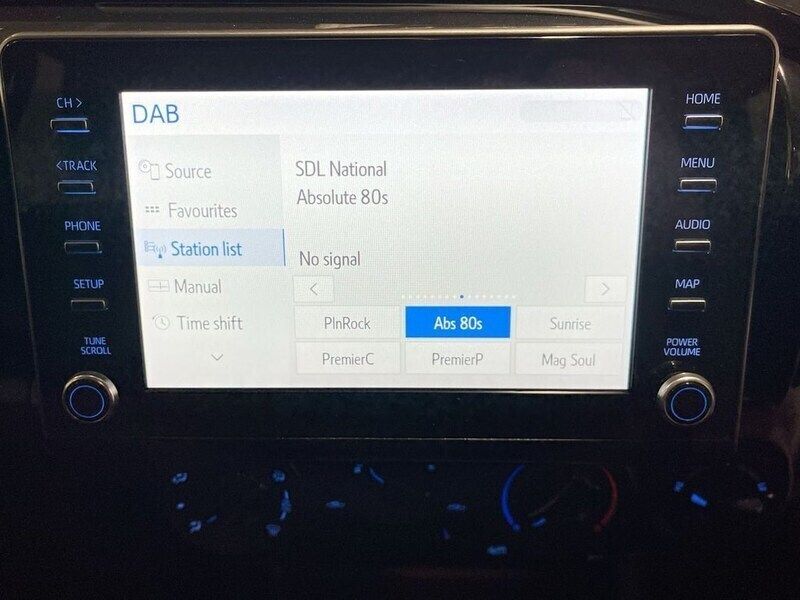 CH >
<TRACK
PHONE
SETUP
TUNE
SCROLL
DAB
Source
Favourites
Station list
Manual
Time shift
SDL National
Absolute 80s
No signal
< >
PlnRock Abs 80s Sunrise
PremierC PremierP Mag Soul
HOME
MENU
AUDIO
MAP
POWER
VOLUME